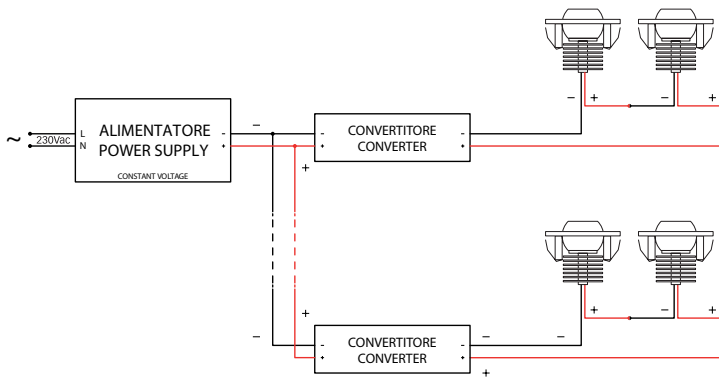 ~ 230Vac
L
N
ALIMENTATORE
POWER SUPPLY
CONSTANT VOLTAGE
-
+
–
+
CONVERTITORE
CONVERTER
-
+
-
+
–
+
–
+
+
–
CONVERTITORE
CONVERTER
-
+
-
+
–
–
+
+
–
+